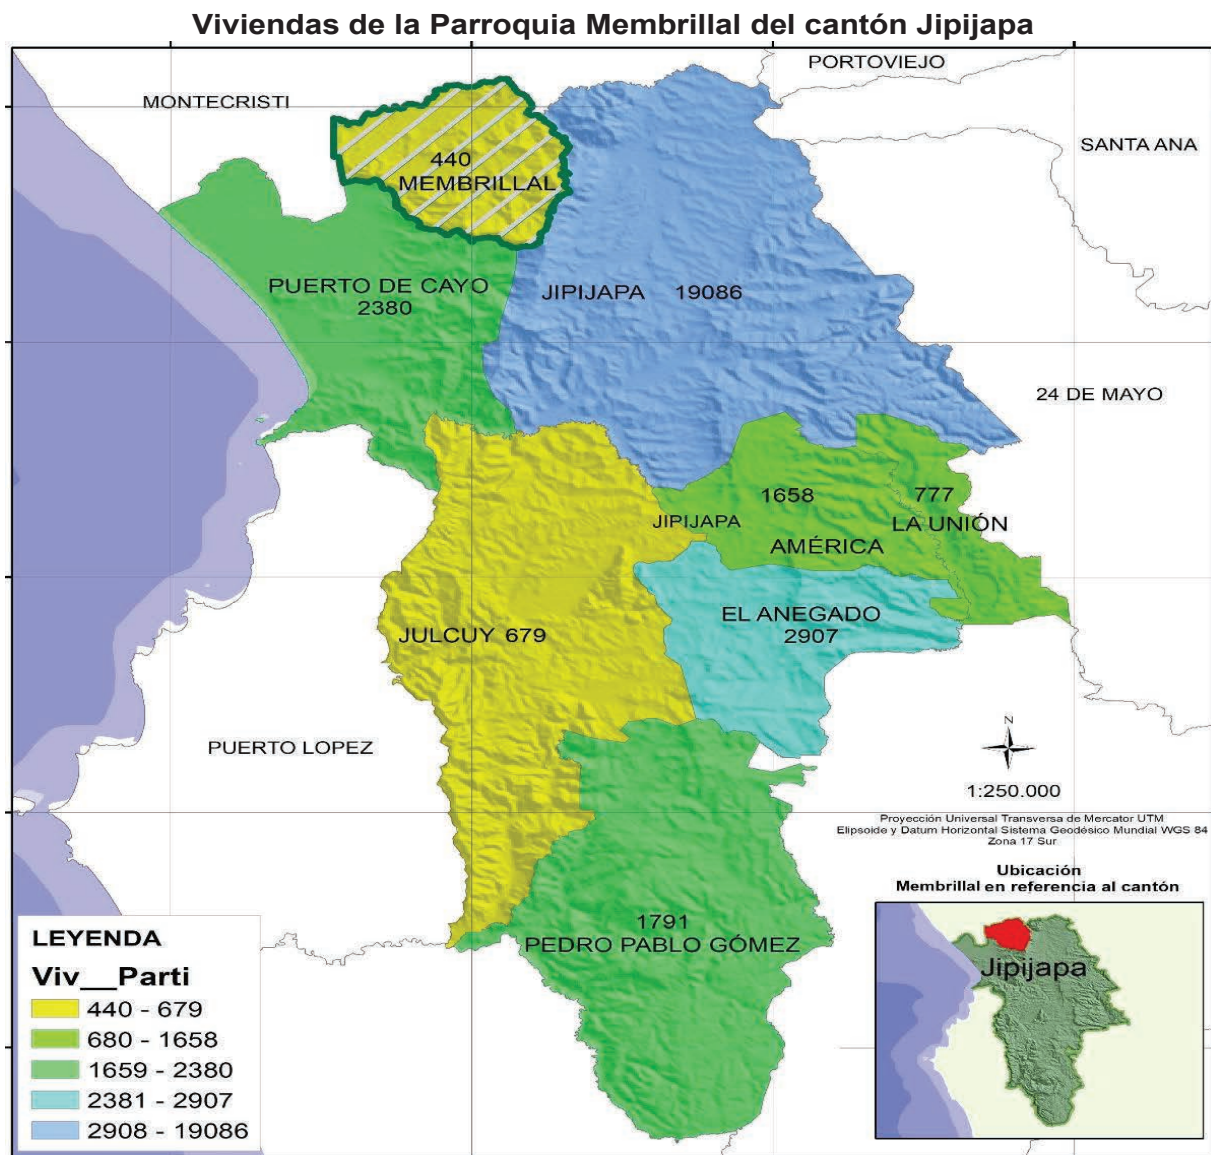 Viviendas de la Parroquia Membrillal del cantón Jipijapa
PORTOVIEJO
MONTECRISTI
SANTA ANA
440
MEMBRILLAL
PUERTO DE CAYO
2380
JIPIJAPA 19086
24 DE MAYO
1658
777
JIPIJAPA
LA UNIÓN
AMÉRICA
EL ANEGADO
2907
JULCUY 679
PUERTO LOPEZ
N
1:250.000
Proyección Universal Transversa de Mercator UTM
Elipsoide y Datum Horizontal Sistema Geodésico Mundial WGS 84
Zona 17 Sur
1791
PEDRO PABLO GÓMEZ
Ubicación
Membrillal en referencia al cantón
Jipijapa
LEYENDA
Viv__Parti
440 - 679
680 - 1658
1659 - 2380
2381 - 2907
2908 - 19086